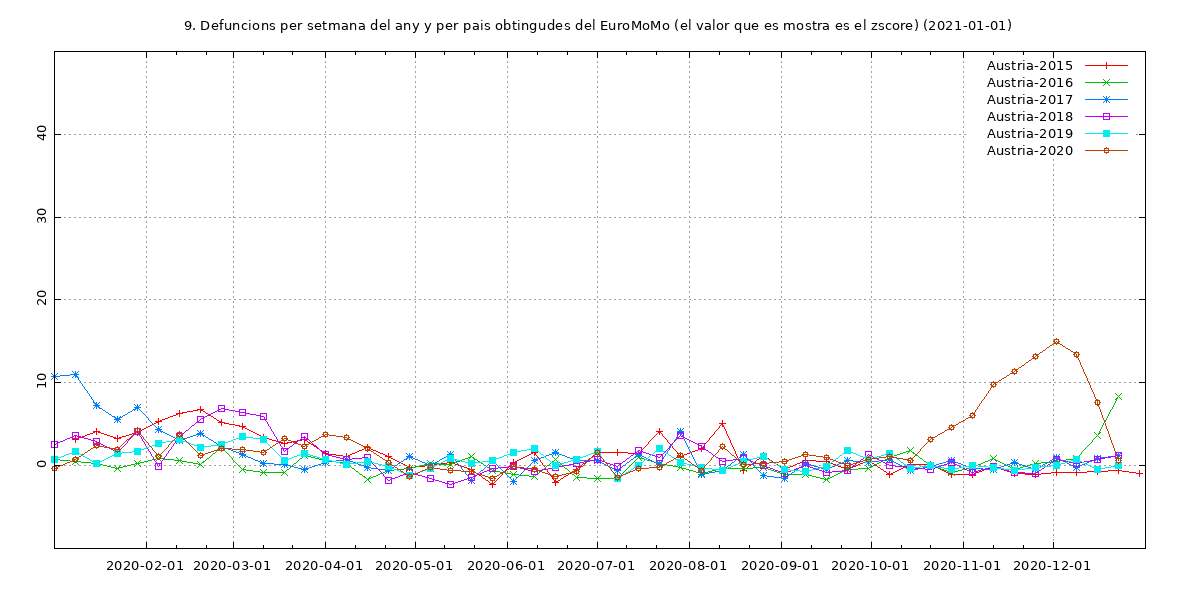 9. Defuncions per setmana del any y per pais obtingudes del EuroMoMo (el valor que es mostra es el zscore) (2021-01-01)
Austria-2015
Austria-2016
Austria-2017
Austria-2018
Austria-2019
Austria-2020
40
30
20
10
0
2020-02-01 2020-03-01 2020-04-01 2020-05-01 2020-06-01 2020-07-01 2020-08-01 2020-09-01 2020-10-01 2020-11-01 2020-12-01